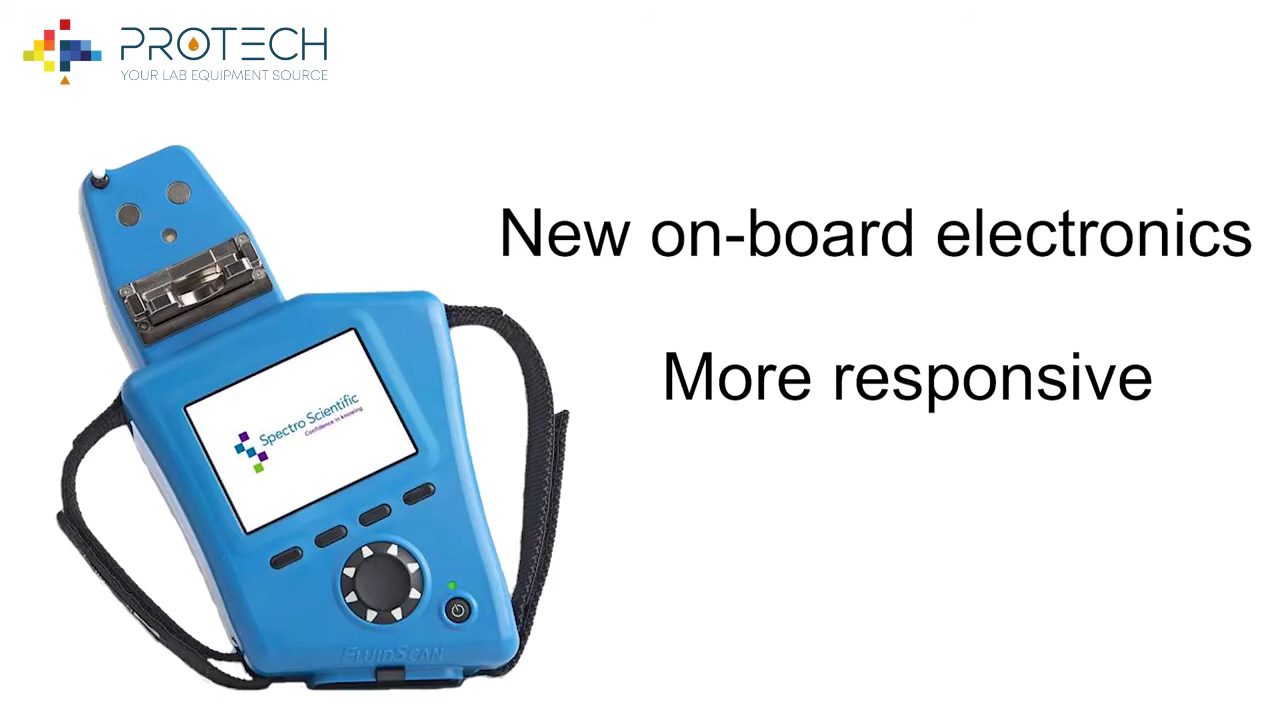 PROTECH
YOUR LAB EQUIPMENT SOURCE
New on-board electronics
More responsive
Spectro Scientific
Confidence in knowing
FLUIDSCAN